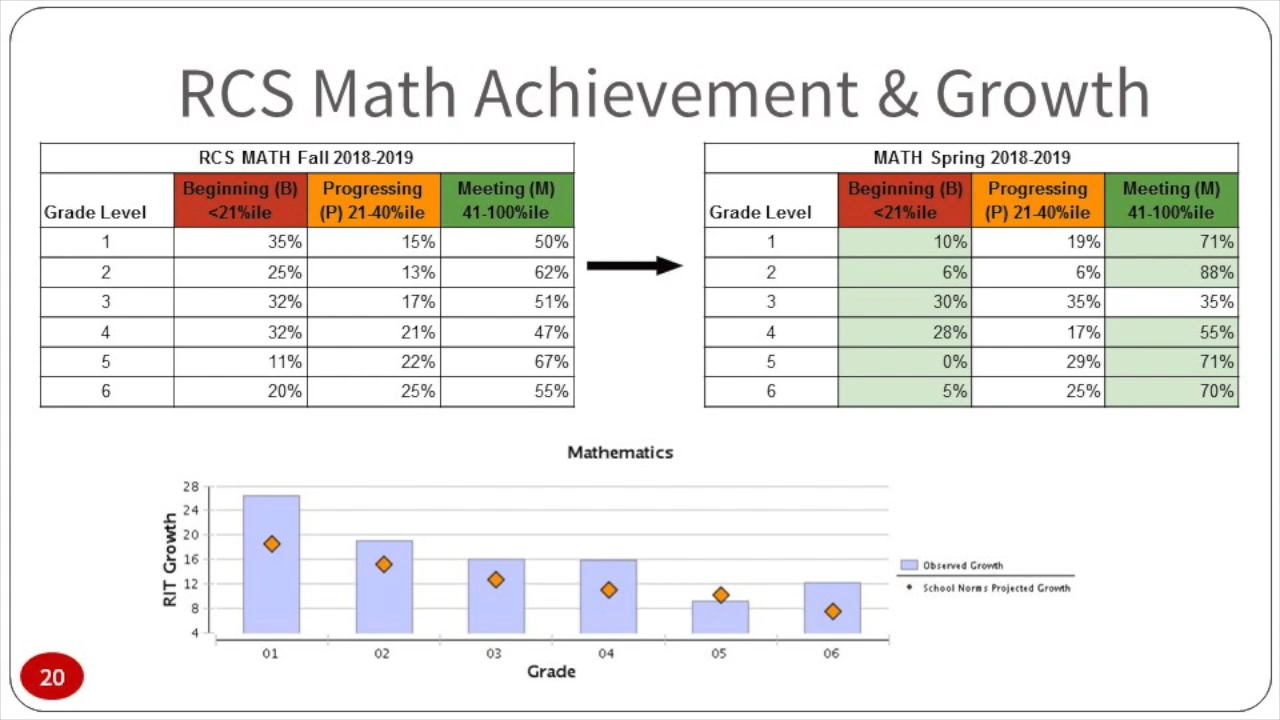 RCS Math Achievement & Growth
RCS MATH Fall 2018-2019
Grade Level Beginning (B) <21%ile Progressing (P) 21-40%ile Meeting (M) 41-100%ile
1 35% 15% 50%
2 25% 13% 62%
3 32% 17% 51%
4 32% 21% 47%
5 11% 22% 67%
6 20% 25% 55%
MATH Spring 2018-2019
Grade Level Beginning (B) <21%ile Progressing (P) 21-40%ile Meeting (M) 41-100%ile
1 10% 19% 71%
2 6% 6% 88%
3 30% 35% 35%
4 28% 17% 55%
5 0% 29% 71%
6 5% 25% 70%
Mathematics
RIT Growth
28
24
20
16
12
8
4
01 02 03 04 05 06
Grade
Observed Growth
School Norms Projected Growth
20